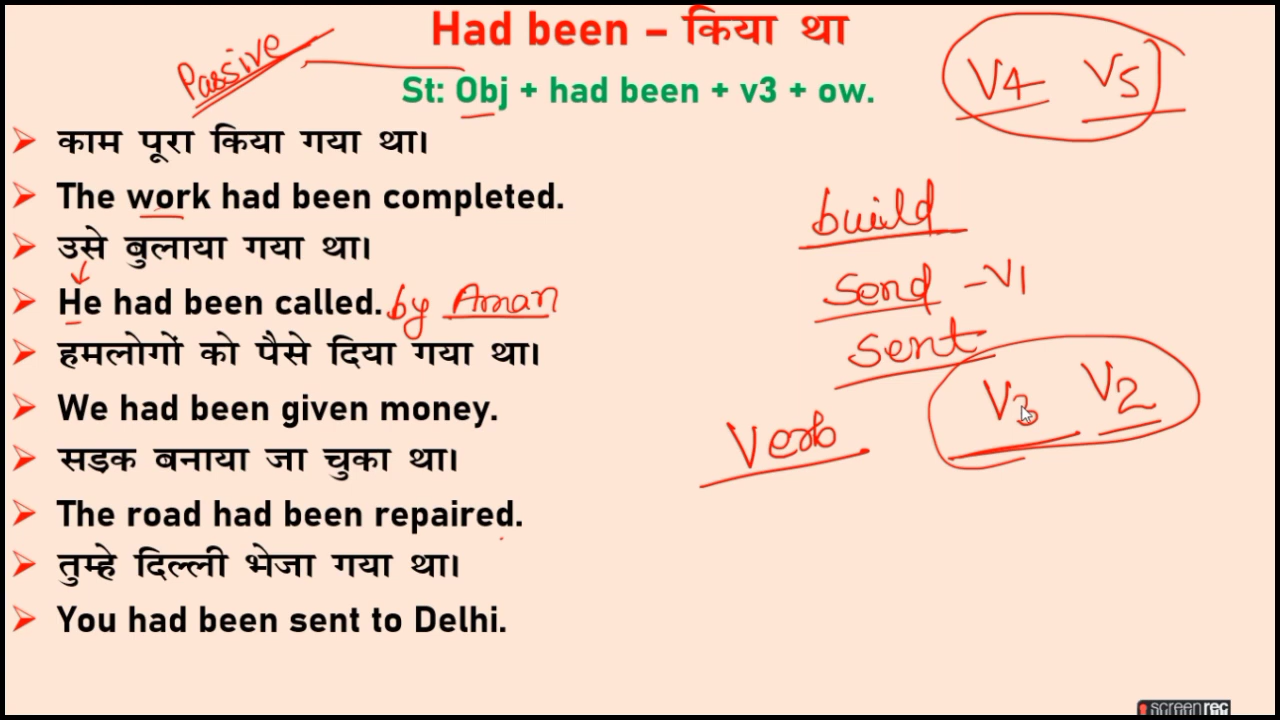 Had been – किया था
Passive
St: Obj + had been + v3 + ow.
V4 V5
काम पूरा किया गया था।
The work had been completed.
build
उसे बुलाया गया था।
He had been called. by Aman
send – V1
sent
हमलोगों को पैसे दिया गया था।
We had been given money.
V3 V2
Verb
सड़क बनाया जा चुका था।
The road had been repaired.
तुम्हे दिल्ली भेजा गया था।
You had been sent to Delhi.
screenrec